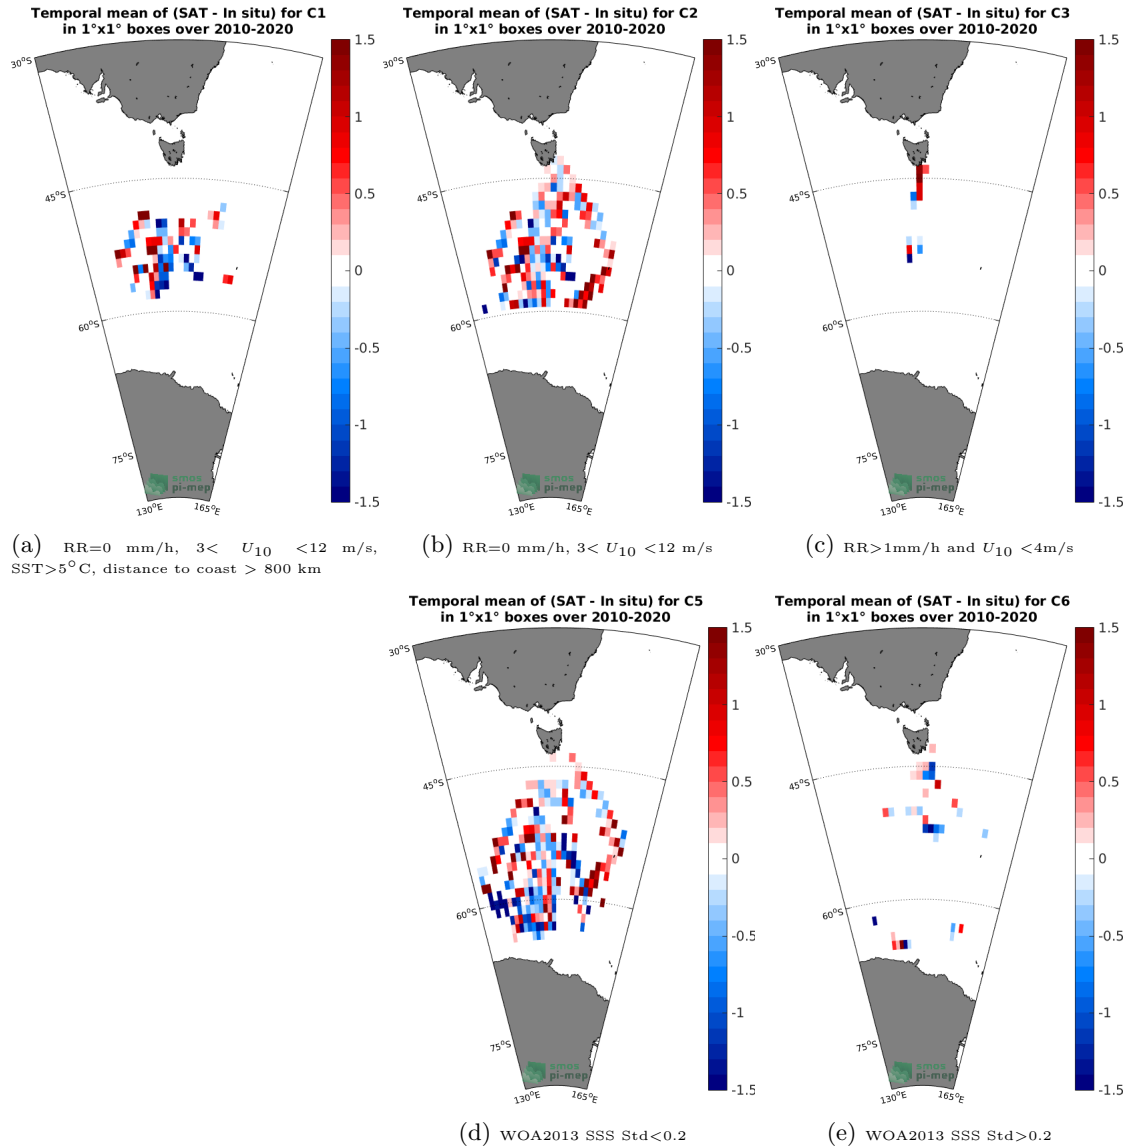 Temporal mean of (SAT - In situ) for C1
in 1°x1° boxes over 2010-2020
30°S
45°S
60°S
75°S
130°E
165°E
1.5
1
0.5
0
-0.5
-1
-1.5
smos
pi-mep
(a) RR=0 mm/h, 3< U10 <12 m/s,
SST>5°C, distance to coast > 800 km
Temporal mean of (SAT - In situ) for C2
in 1°x1° boxes over 2010-2020
30°S
45°S
60°S
75°S
130°E
165°E
1.5
1
0.5
0
-0.5
-1
-1.5
smos
pi-mep
(b) RR=0 mm/h, 3< U10 <12 m/s
Temporal mean of (SAT - In situ) for C3
in 1°x1° boxes over 2010-2020
30°S
45°S
60°S
75°S
130°E
165°E
1.5
1
0.5
0
-0.5
-1
-1.5
smos
pi-mep
(c) RR>1mm/h and U10 <4m/s
Temporal mean of (SAT - In situ) for C5
in 1°x1° boxes over 2010-2020
30°S
45°S
60°S
75°S
130°E
165°E
1.5
1
0.5
0
-0.5
-1
-1.5
smos
pi-mep
(d) WOA2013 SSS Std<0.2
Temporal mean of (SAT - In situ) for C6
in 1°x1° boxes over 2010-2020
30°S
45°S
60°S
75°S
130°E
165°E
1.5
1
0.5
0
-0.5
-1
-1.5
smos
pi-mep
(e) WOA2013 SSS Std>0.2